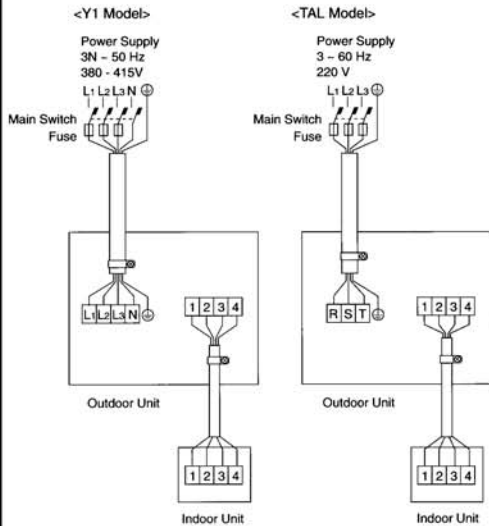 <Y1 Model>
Power Supply
3N ~ 50 Hz
380 - 415V
L1 L2 L3 N
Main Switch
Fuse
L1 L2 L3 N
1 2 3 4
Outdoor Unit
1 2 3 4
Indoor Unit
<TAL Model>
Power Supply
3 ~ 60 Hz
220 V
L1 L2 L3
Main Switch
Fuse
R S T
1 2 3 4
Outdoor Unit
1 2 3 4
Indoor Unit